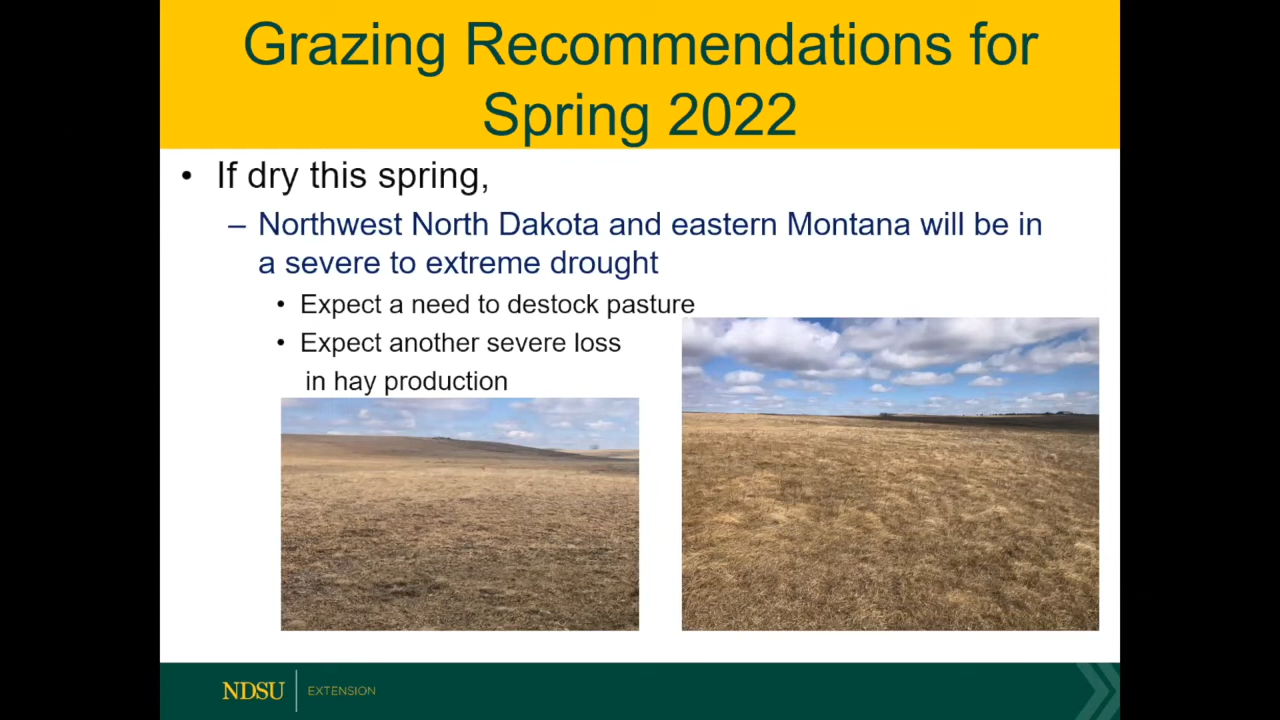 Grazing Recommendations for
Spring 2022
• If dry this spring,
– Northwest North Dakota and eastern Montana will be in
a severe to extreme drought
• Expect a need to destock pasture
• Expect another severe loss
in hay production
NDSU EXTENSION